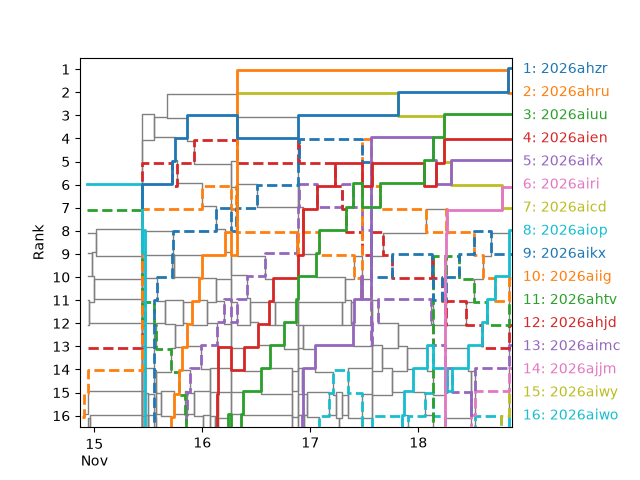 1
2
3
4
5
6
7
8
9
10
11
12
13
14
15
16
Rank
15
16
17
18
Nov
1: 2026ahzr
2: 2026ahru
3: 2026aiuu
4: 2026aien
5: 2026aifx
6: 2026airi
7: 2026aicd
8: 2026aiop
9: 2026aikx
10: 2026aiig
11: 2026ahtv
12: 2026ahjd
13: 2026aimc
14: 2026ajjm
15: 2026aiwy
16: 2026aiwo